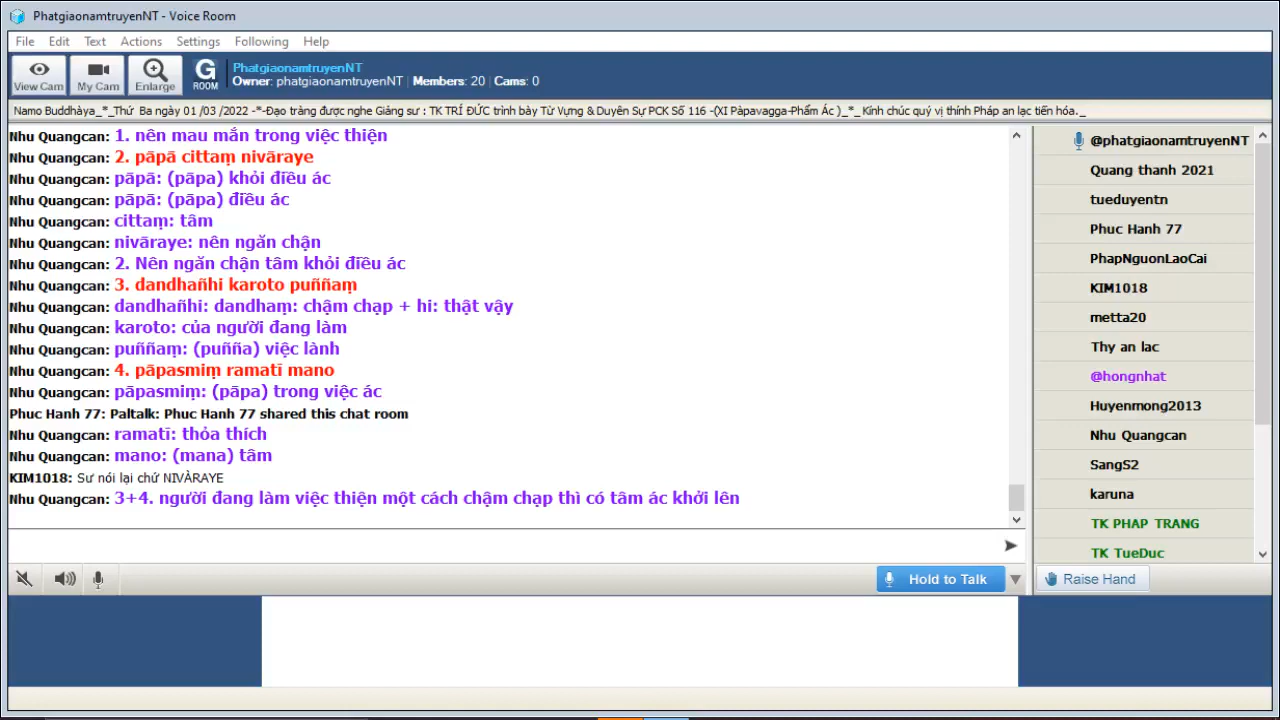 PhatgiaonamtruyenNT - Voice Room
File Edit Text Actions Settings Following Help
View Cam My Cam Enlarge G ROOM
PhatgiaonamtruyenNT
Owner: phatgiaonamtruyenNT Members: 20 Cams: 0
Namo Buddhàya_*_Thứ Ba ngày 01 /03 /2022 -*-Đạo tràng được nghe Giảng sư : TK TRÍ ĐỨC trình bày Từ Vựng & Duyên Sự PCK Số 116 -(XI Pàpavagga-Phẩm Ác )_*_ Kính chúc quý vị thính Pháp an lạc tiến hóa._
Nhu Quangcan: 1. nên mau mắn trong việc thiện
Nhu Quangcan: 2. pāpā cittaṃ nivāraye
Nhu Quangcan: pāpā: (pāpa) khỏi điều ác
Nhu Quangcan: pāpā: (pāpa) điều ác
Nhu Quangcan: cittaṃ: tâm
Nhu Quangcan: nivāraye: nên ngăn chận
Nhu Quangcan: 2. Nên ngăn chận tâm khỏi điều ác
Nhu Quangcan: 3. dandhañhi karoto puññaṃ
Nhu Quangcan: dandhañhi: dandhaṃ: chậm chạp + hi: thật vậy
Nhu Quangcan: karoto: của người đang làm
Nhu Quangcan: puññaṃ: (puñña) việc lành
Nhu Quangcan: 4. pāpasmiṃ ramatī mano
Nhu Quangcan: pāpasmiṃ: (pāpa) trong việc ác
Phuc Hanh 77: Paltalk: Phuc Hanh 77 shared this chat room
Nhu Quangcan: ramatī: thỏa thích
Nhu Quangcan: mano: (mana) tâm
KIM1018: Sư nói lại chứ NIVÀRAYE
Nhu Quangcan: 3+4. người đang làm việc thiện một cách chậm chạp thì có tâm ác khởi lên
@phatgiaonamtruyenNT
Quang thanh 2021
tueduyentn
Phuc Hanh 77
PhapNguonLaoCai
KIM1018
metta20
Thy an lac
@hongnhat
Huyenmong2013
Nhu Quangcan
SangS2
karuna
TK PHAP TRANG
TK TueDuc
Hold to Talk
Raise Hand